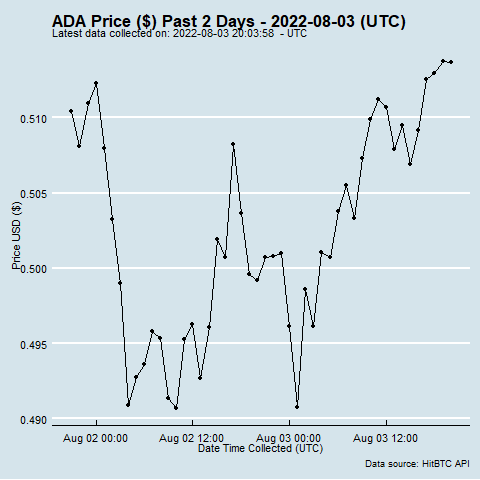 ADA Price ($) Past 2 Days - 2022-08-03 (UTC)
Latest data collected on: 2022-08-03 20:03:58  - UTC
0.510
0.505
0.500
0.495
0.490
Price USD ($)
Aug 02 00:00
Aug 02 12:00
Aug 03 00:00
Aug 03 12:00
Date Time Collected (UTC)
Data source: HitBTC API